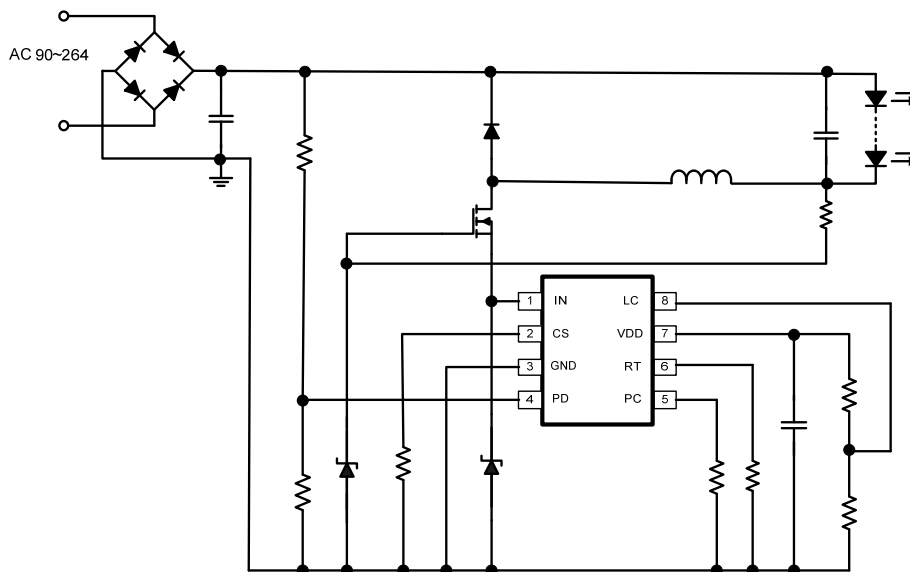 AC 90~264
1 IN LC 8
2 CS VDD 7
3 GND RT 6
4 PD PC 5